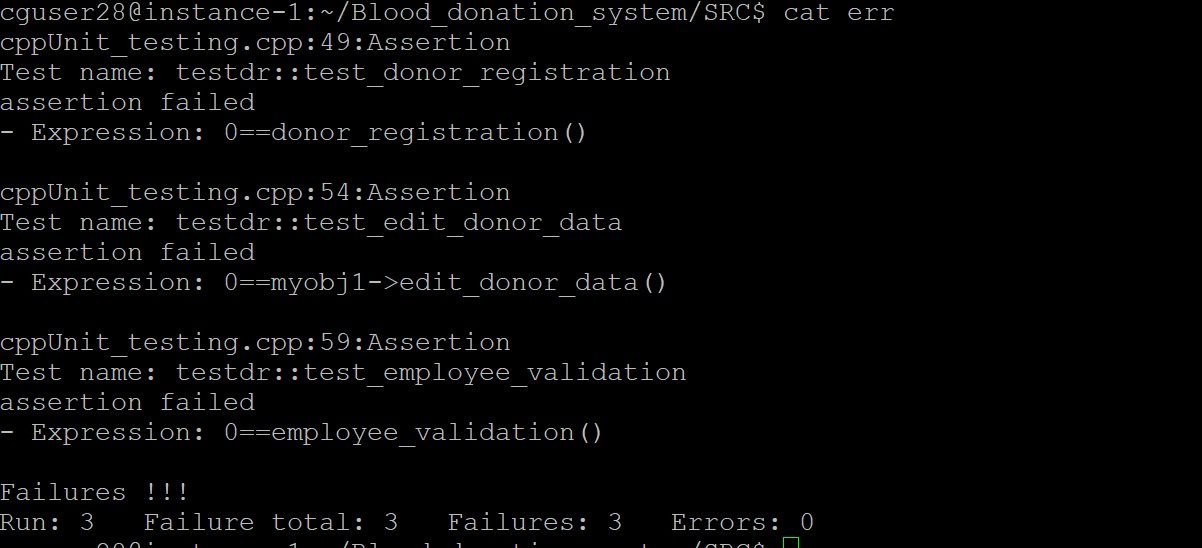 cguser28@instance-1:~/Blood_donation_system/SRC$ cat err
cppUnit_testing.cpp:49:Assertion
Test name: testdr::test_donor_registration
assertion failed
- Expression: 0==donor_registration()
cppUnit_testing.cpp:54:Assertion
Test name: testdr::test_edit_donor_data
assertion failed
- Expression: 0==myobj1->edit_donor_data()
cppUnit_testing.cpp:59:Assertion
Test name: testdr::test_employee_validation
assertion failed
- Expression: 0==employee_validation()
Failures !!!
Run: 3   Failure total: 3   Failures: 3   Errors: 0